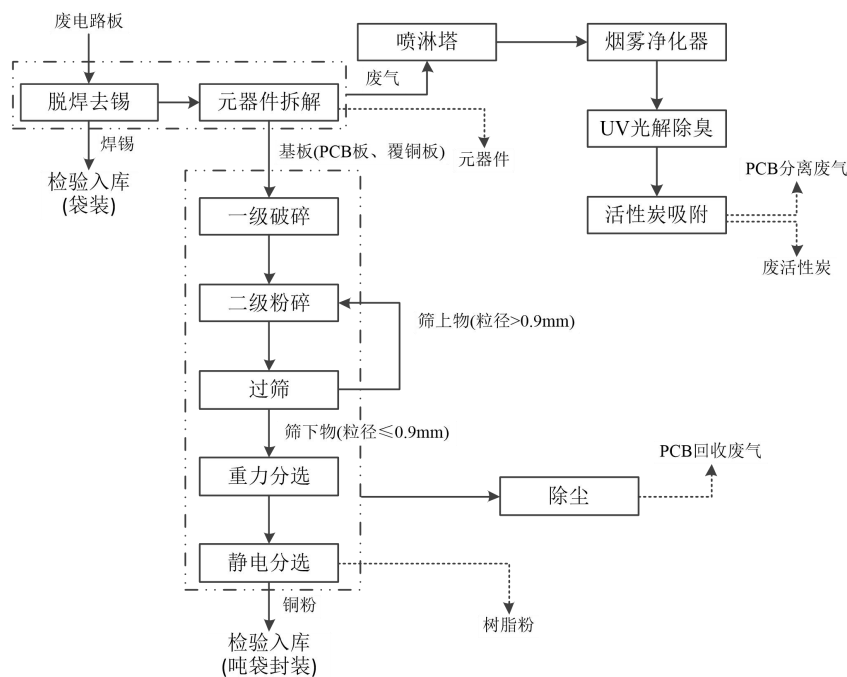 废电路板
喷淋塔
烟雾净化器
废气
脱焊去锡
元器件拆解
UV光解除臭
焊锡
元器件
基板(PCB板、覆铜板)
检验入库
(袋装)
PCB分离废气
一级破碎
活性炭吸附
废活性炭
二级粉碎
筛上物(粒径>0.9mm)
过筛
筛下物(粒径≤0.9mm)
PCB回收废气
重力分选
除尘
静电分选
铜粉
树脂粉
检验入库
(吨袋封装)